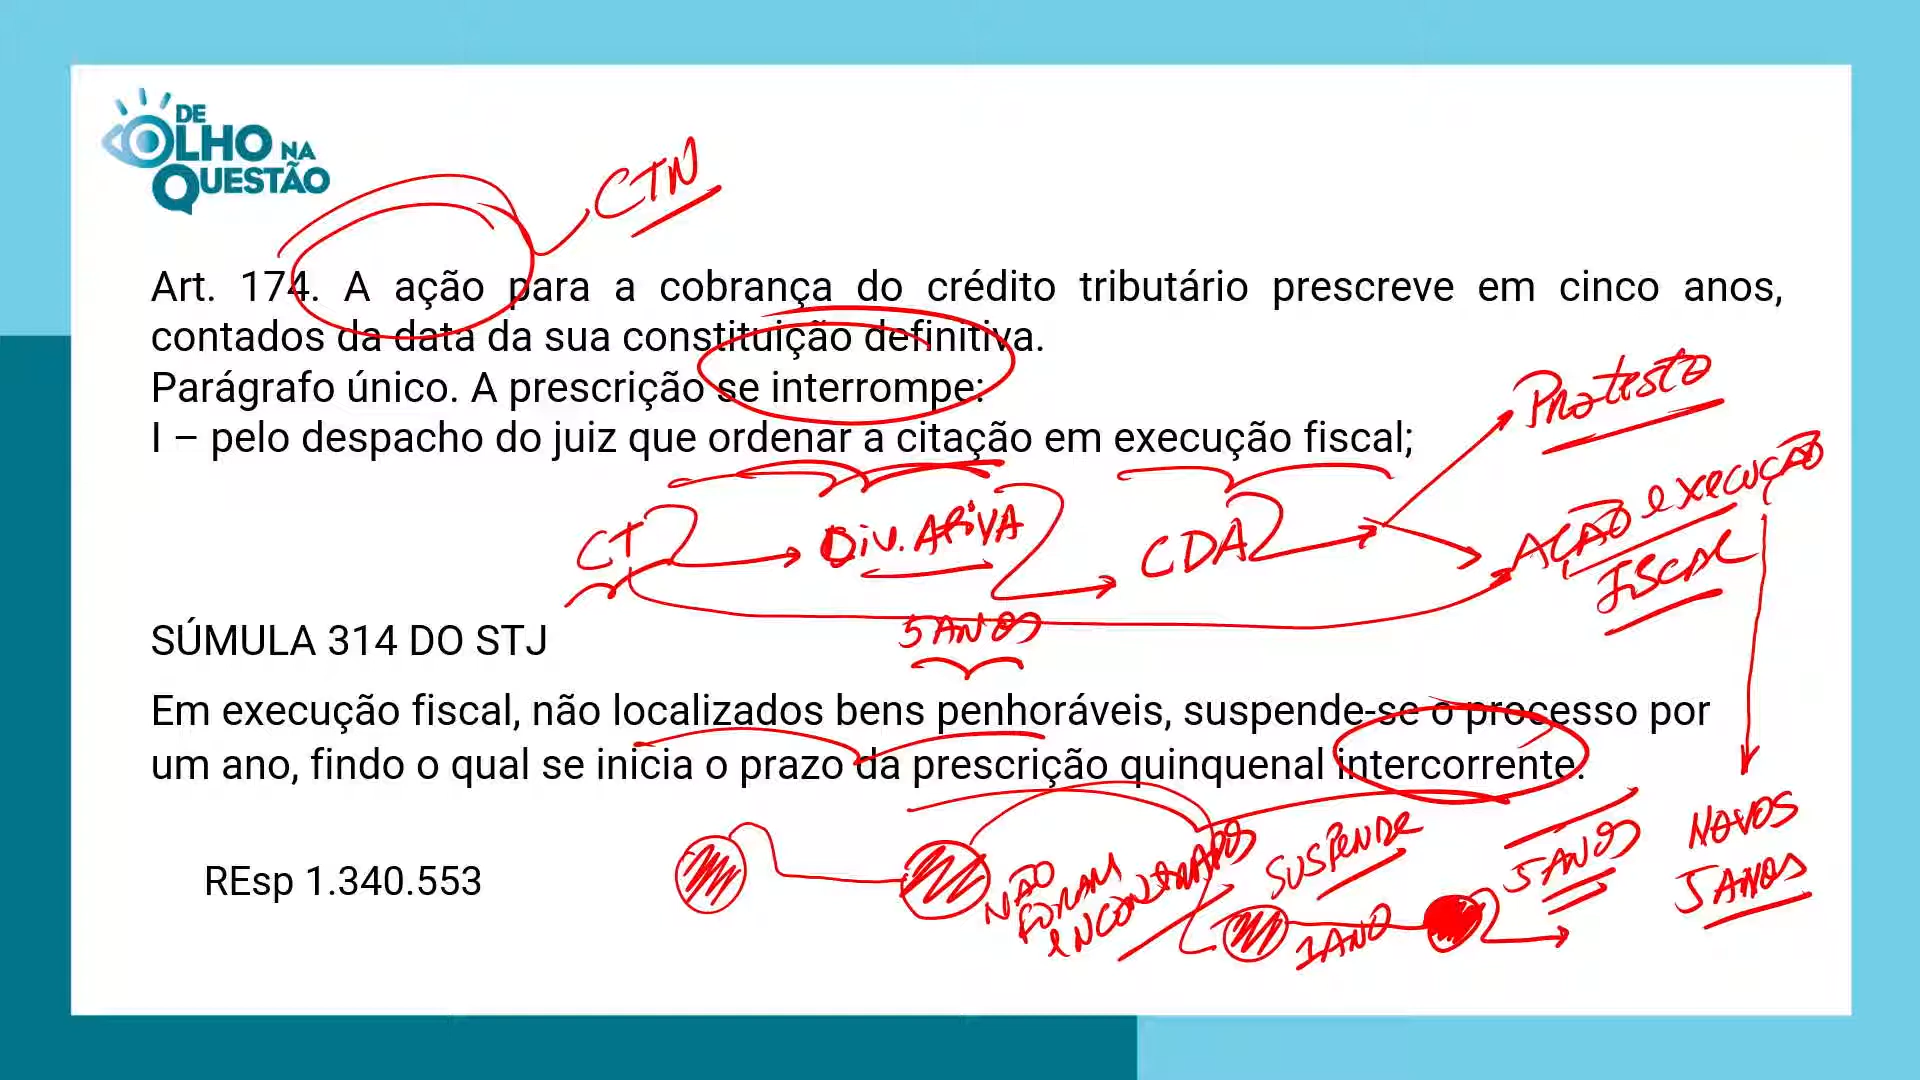 DE
OLHO NA
QUESTÃO
CTN
Art. 174. A ação para a cobrança do crédito tributário prescreve em cinco anos,
contados da data da sua constituição definitiva.
Parágrafo único. A prescrição se interrompe:
I – pelo despacho do juiz que ordenar a citação em execução fiscal;
Protesto
CT
Div. Ativa
CDA
AÇÃO execução
Fiscal
5 ANOS
SÚMULA 314 DO STJ
Em execução fiscal, não localizados bens penhoráveis, suspende-se o processo por
um ano, findo o qual se inicia o prazo da prescrição quinquenal intercorrente.
REsp 1.340.553
NÃO
FORAM
ENCONTRADOS
SUSPENDE
1 ANO
5 ANOS
NOVOS
5 ANOS